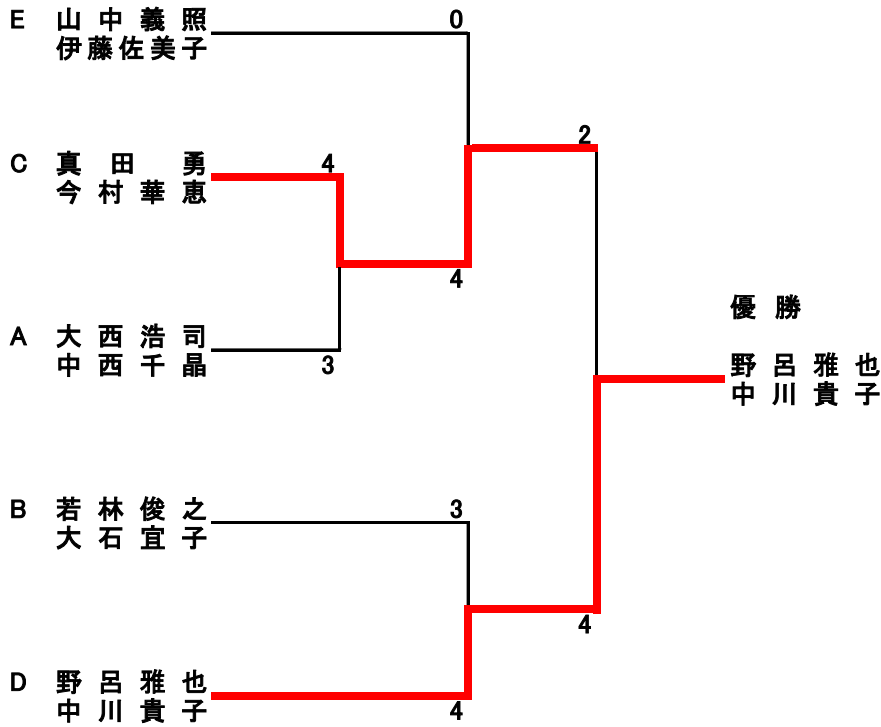 E 山中義照 0
伊藤佐美子
2
C 真田勇 4
今村華恵
4
優勝
A 大西浩司
中西千晶 3
野呂雅也
中川貴子
B 若林俊之 3
大石宜子
4
D 野呂雅也
中川貴子 4